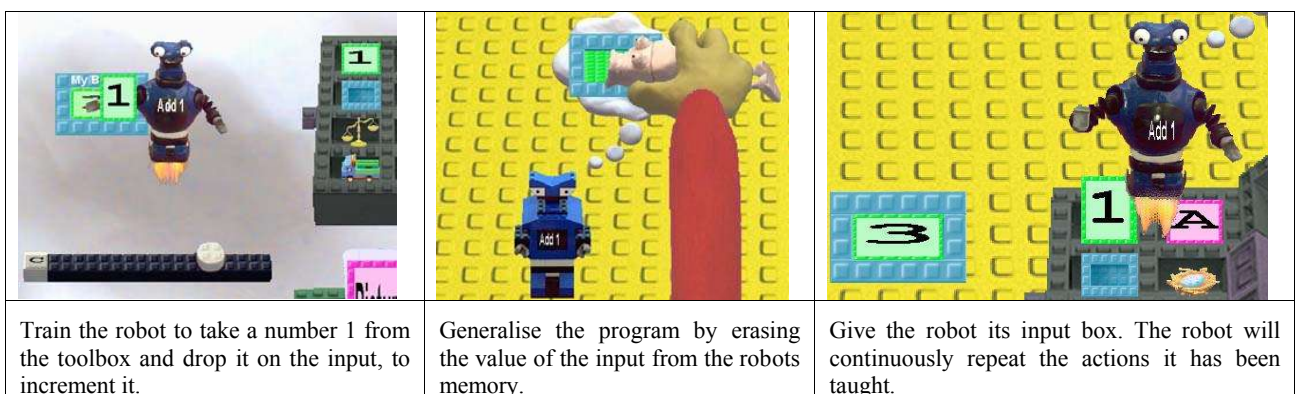 My B
1
Add 1
1
C
Add 1
Add 1
3
1
A
Train the robot to take a number 1 from
the toolbox and drop it on the input, to
increment it.
Generalise the program by erasing
the value of the input from the robots
memory.
Give the robot its input box. The robot will
continuously repeat the actions it has been
taught.